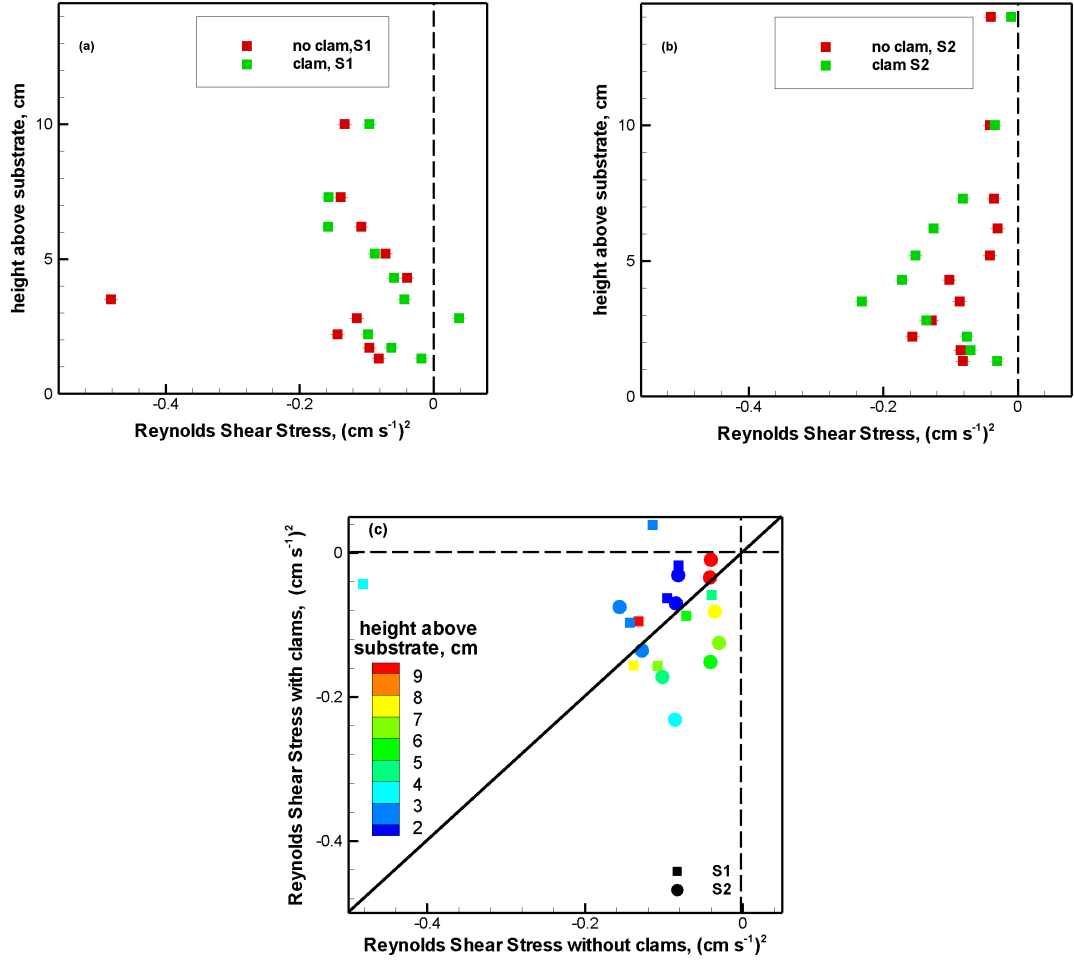 (a)
no clam,S1
clam, S1
height above substrate, cm
10
5
0
-0.4
-0.2
0
Reynolds Shear Stress, (cm s⁻¹)²
(b)
no clam, S2
clam S2
height above substrate, cm
10
5
0
-0.4
-0.2
0
Reynolds Shear Stress, (cm s⁻¹)²
(c)
Reynolds Shear Stress with clams, (cm s⁻¹)²
0
-0.2
-0.4
height above
substrate, cm
9
8
7
6
5
4
3
2
S1
S2
-0.4
-0.2
0
Reynolds Shear Stress without clams, (cm s⁻¹)²